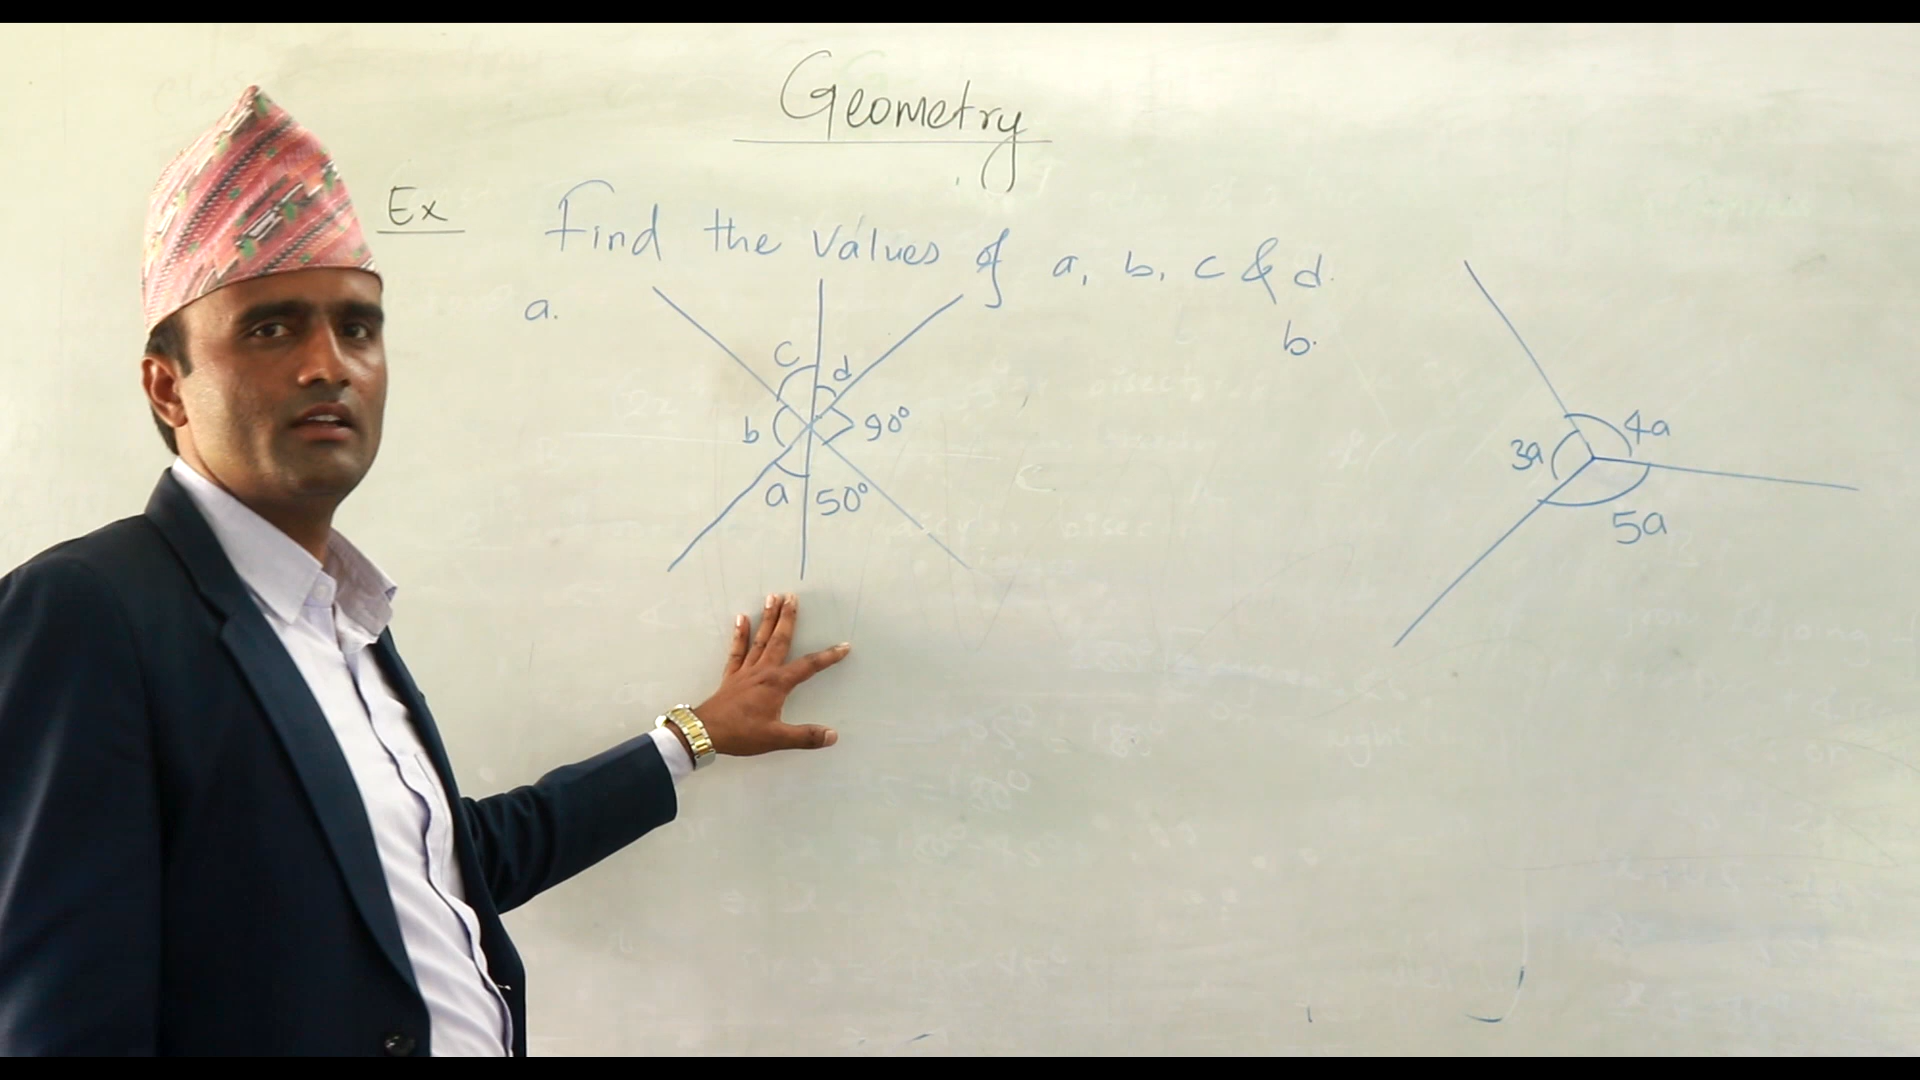 Geometry
Ex Find the values of a, b, c & d.
a.
b.
c
d
b
90°
a
50°
4a
3a
5a